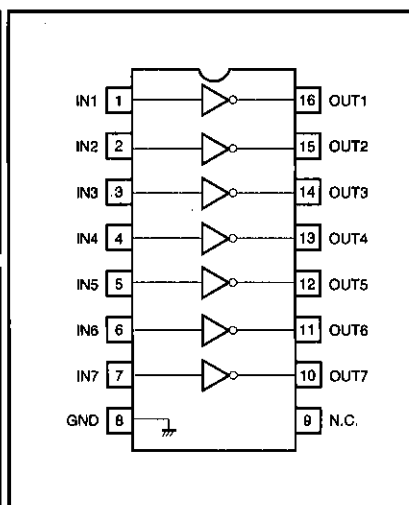 IN1 1 16 OUT1
IN2 2 15 OUT2
IN3 3 14 OUT3
IN4 4 13 OUT4
IN5 5 12 OUT5
IN6 6 11 OUT6
IN7 7 10 OUT7
GND 8 9 N.C.